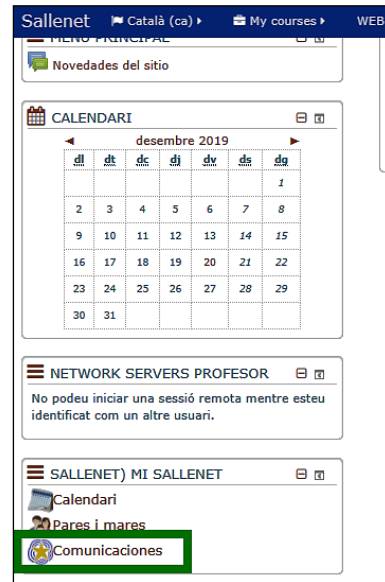 Sallenet Català (ca) My courses WEB
MENÚ PRINCIPAL
Novedades del sitio
CALENDARI
desembre 2019
dl dt dc dj dv ds dg
1
2 3 4 5 6 7 8
9 10 11 12 13 14 15
16 17 18 19 20 21 22
23 24 25 26 27 28 29
30 31
NETWORK SERVERS PROFESOR
No podeu iniciar una sessió remota mentre esteu
identificat com un altre usuari.
SALLENET) MI SALLENET
Calendari
Pares i mares
Comunicaciones